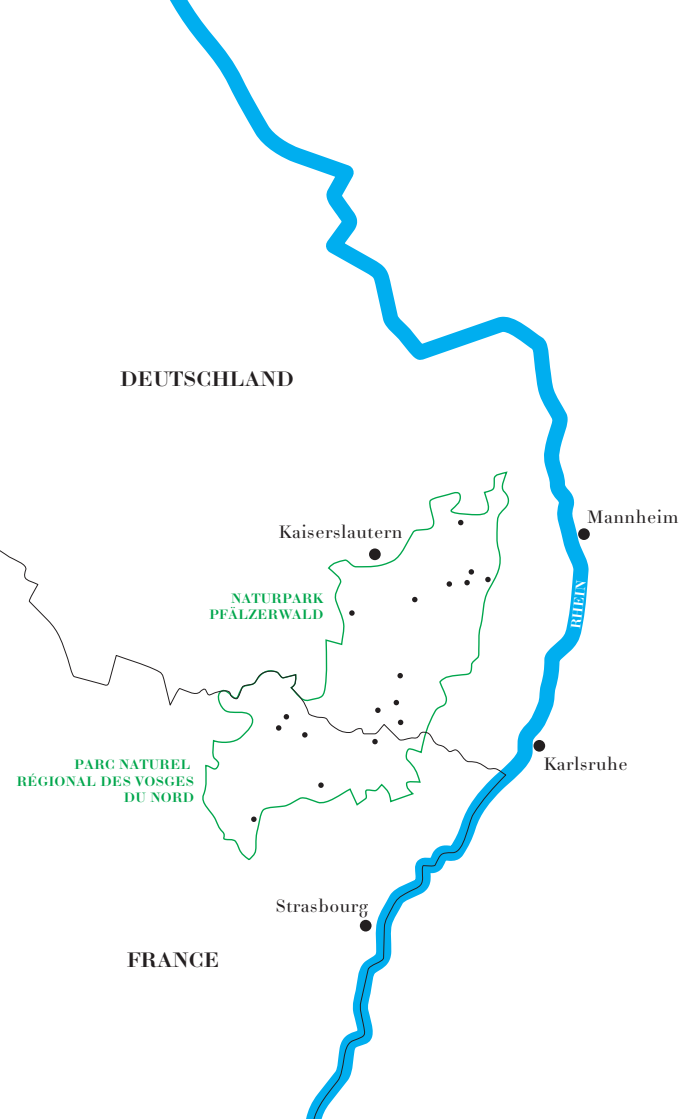 DEUTSCHLAND
Mannheim
Kaiserslautern
RHEIN
NATURPARK
PFÄLZERWALD
PARC NATUREL
RÉGIONAL DES VOSGES
DU NORD
Karlsruhe
Strasbourg
FRANCE